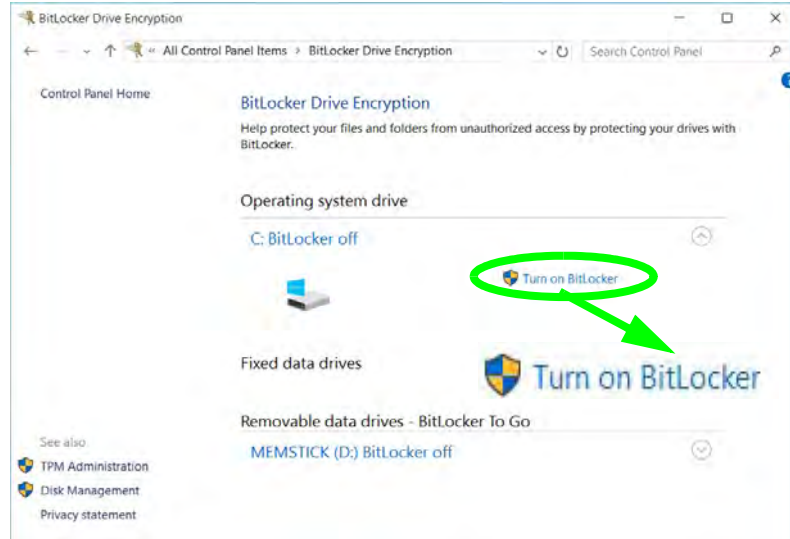 BitLocker Drive Encryption
All Control Panel Items > BitLocker Drive Encryption
Search Control Panel
Control Panel Home
BitLocker Drive Encryption
Help protect your files and folders from unauthorized access by protecting your drives with
BitLocker.
Operating system drive
C: BitLocker off
Turn on BitLocker
Fixed data drives
Turn on BitLocker
Removable data drives - BitLocker To Go
MEMSTICK (D:) BitLocker off
See also
TPM Administration
Disk Management
Privacy statement